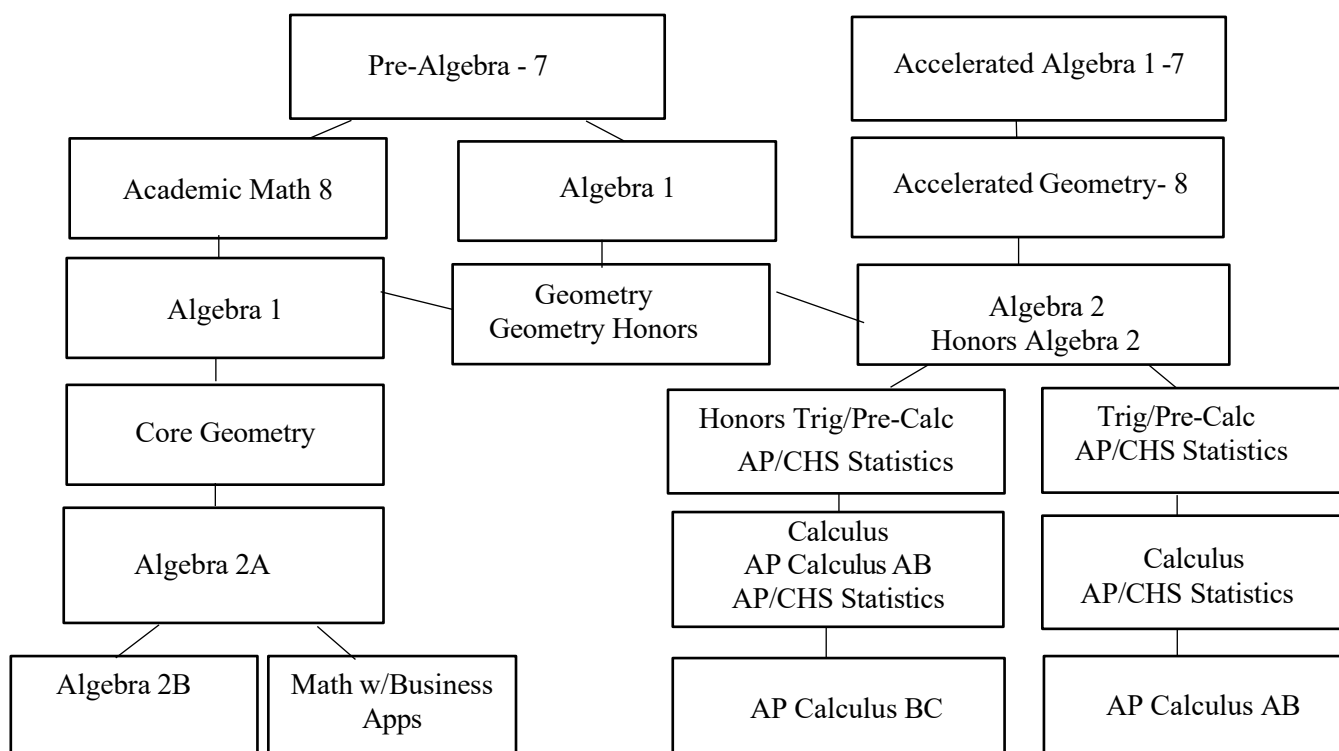 Pre-Algebra - 7
Accelerated Algebra 1 -7
Academic Math 8
Algebra 1
Accelerated Geometry- 8
Algebra 1
Geometry
Geometry Honors
Algebra 2
Honors Algebra 2
Core Geometry
Honors Trig/Pre-Calc
AP/CHS Statistics
Trig/Pre-Calc
AP/CHS Statistics
Algebra 2A
Calculus
AP Calculus AB
AP/CHS Statistics
Calculus
AP/CHS Statistics
Algebra 2B
Math w/Business
Apps
AP Calculus BC
AP Calculus AB